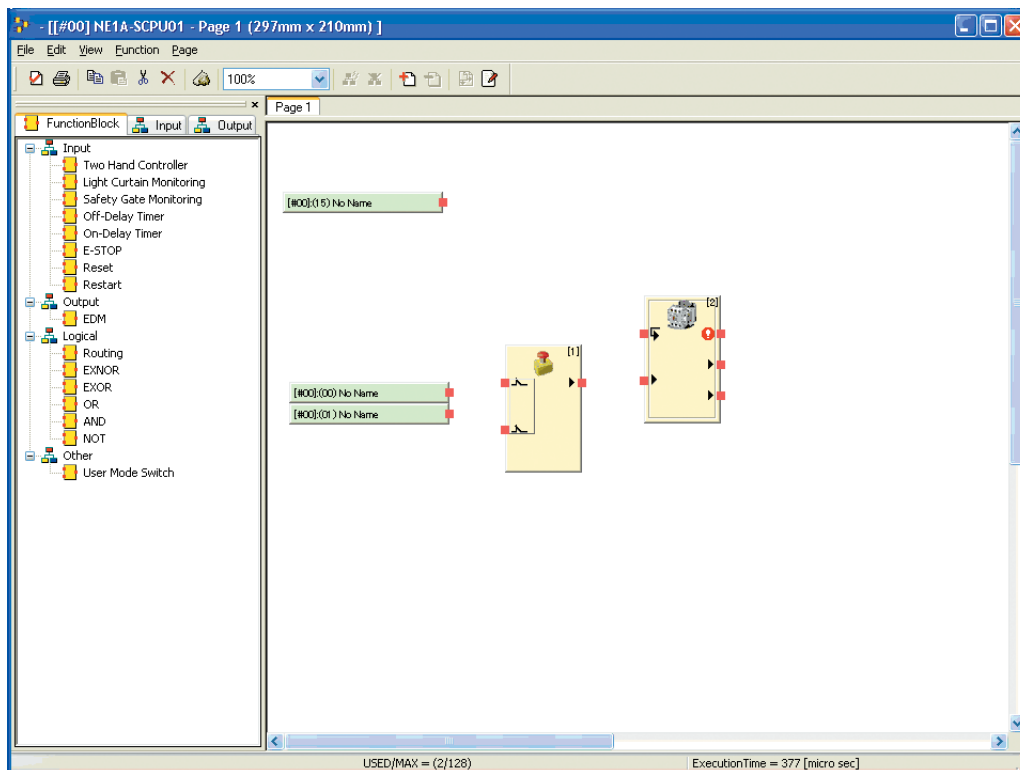 - [[#00] NE1A-SCPU01 - Page 1 (297mm x 210mm) ]
File Edit View Function Page
100%
Page 1
FunctionBlock Input Output
Input
Two Hand Controller
Light Curtain Monitoring
Safety Gate Monitoring
Off-Delay Timer
On-Delay Timer
E-STOP
Reset
Restart
Output
EDM
Logical
Routing
EXNOR
EXOR
OR
AND
NOT
Other
User Mode Switch
[#00]:(15) No Name
[2]
[1]
[#00]:(00) No Name
[#00]:(01) No Name
USED/MAX = (2/128)
ExecutionTime = 377 [micro sec]